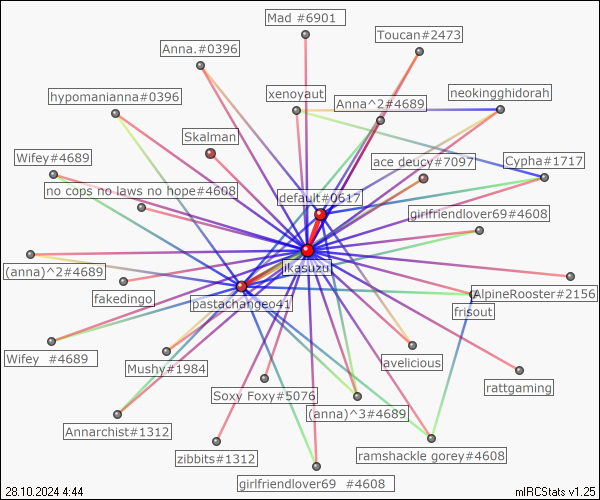 Mad #6901
Toucan#2473
Anna.#0396
xenoyaut
neokingghidorah
hypomanianna#0396
Anna^2#4689
Skalman
Wifey#4689
ace deucy#7097
Cypha#1717
no cops no laws no hope#4608
default#0617
girlfriendlover69#4608
(anna)^2#4689
ikasuzu
fakedingo
pastachangeo41
AlpineRooster#2156
frisout
Wifey  #4689
Mushy#1984
avelicious
rattgaming
Soxy Foxy#5076
(anna)^3#4689
Annarchist#1312
zibbits#1312
ramshackle gorey#4608
girlfriendlover69  #4608
28.10.2024 4:44
mIRCStats v1.25